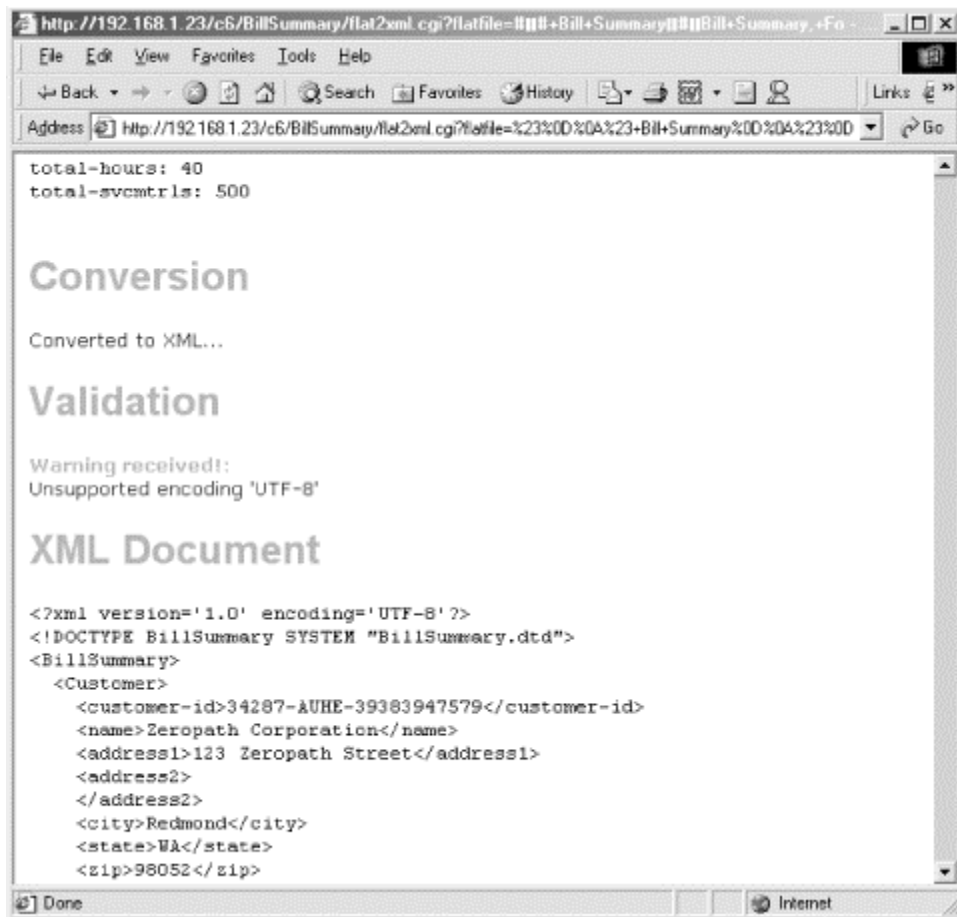 http://192.168.1.23/c6/BillSummary/flat2xml.cgi?flatfile=#▯▯#+Bill+Summary▯▯#▯▯Bill+Summary,+Fo -
File Edit View Favorites Tools Help
Back Search Favorites History Links »
Address http://192.168.1.23/c6/BillSummary/flat2xml.cgi?flatfile=%23%0D%0A%23+Bill+Summary%0D%0A%23%0D Go
total-hours: 40
total-svcmtrls: 500
Conversion
Converted to XML...
Validation
Warning received!:
Unsupported encoding 'UTF-8'
XML Document
<?xml version='1.0' encoding='UTF-8'?>
<!DOCTYPE BillSummary SYSTEM "BillSummary.dtd">
<BillSummary>
<Customer>
<customer-id>34287-AUHE-39383947579</customer-id>
<name>Zeropath Corporation</name>
<address1>123 Zeropath Street</address1>
<address2>
</address2>
<city>Redmond</city>
<state>WA</state>
<zip>98052</zip>
Done Internet